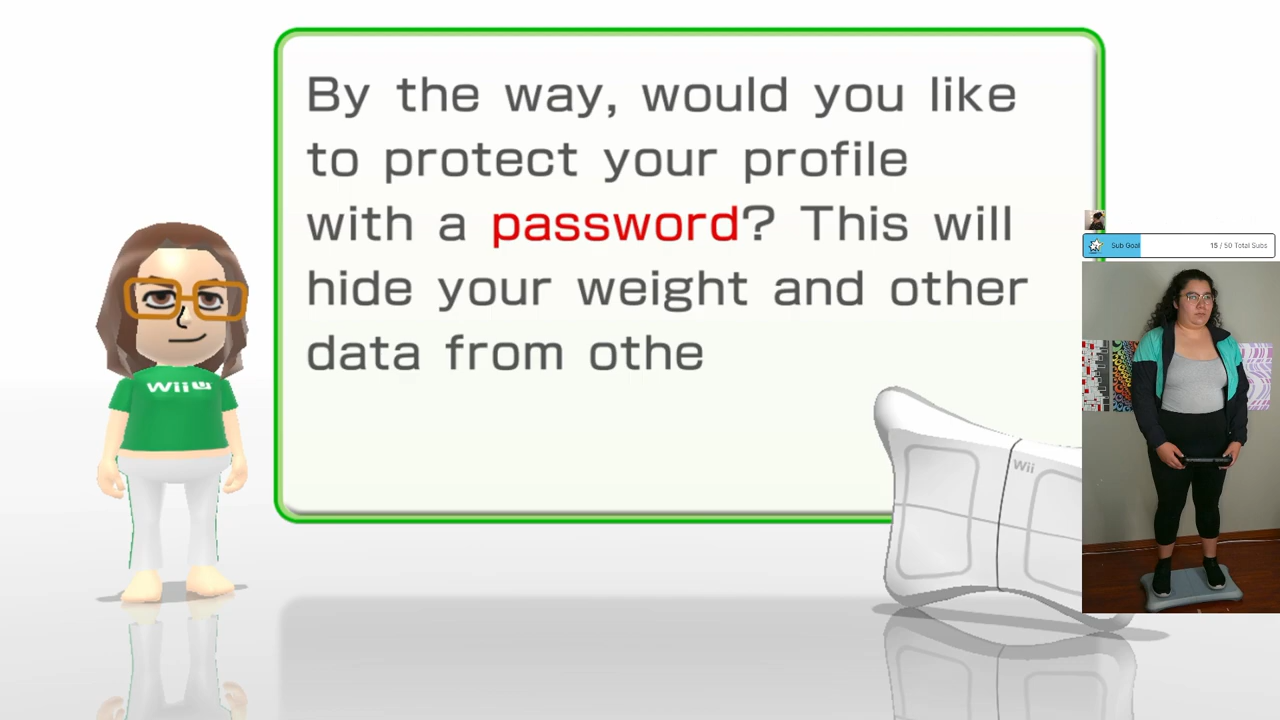 By the way, would you like
to protect your profile
with a password? This will
hide your weight and other
data from othe
Wii U
Wii
Sub Goal
15 / 50 Total Subs